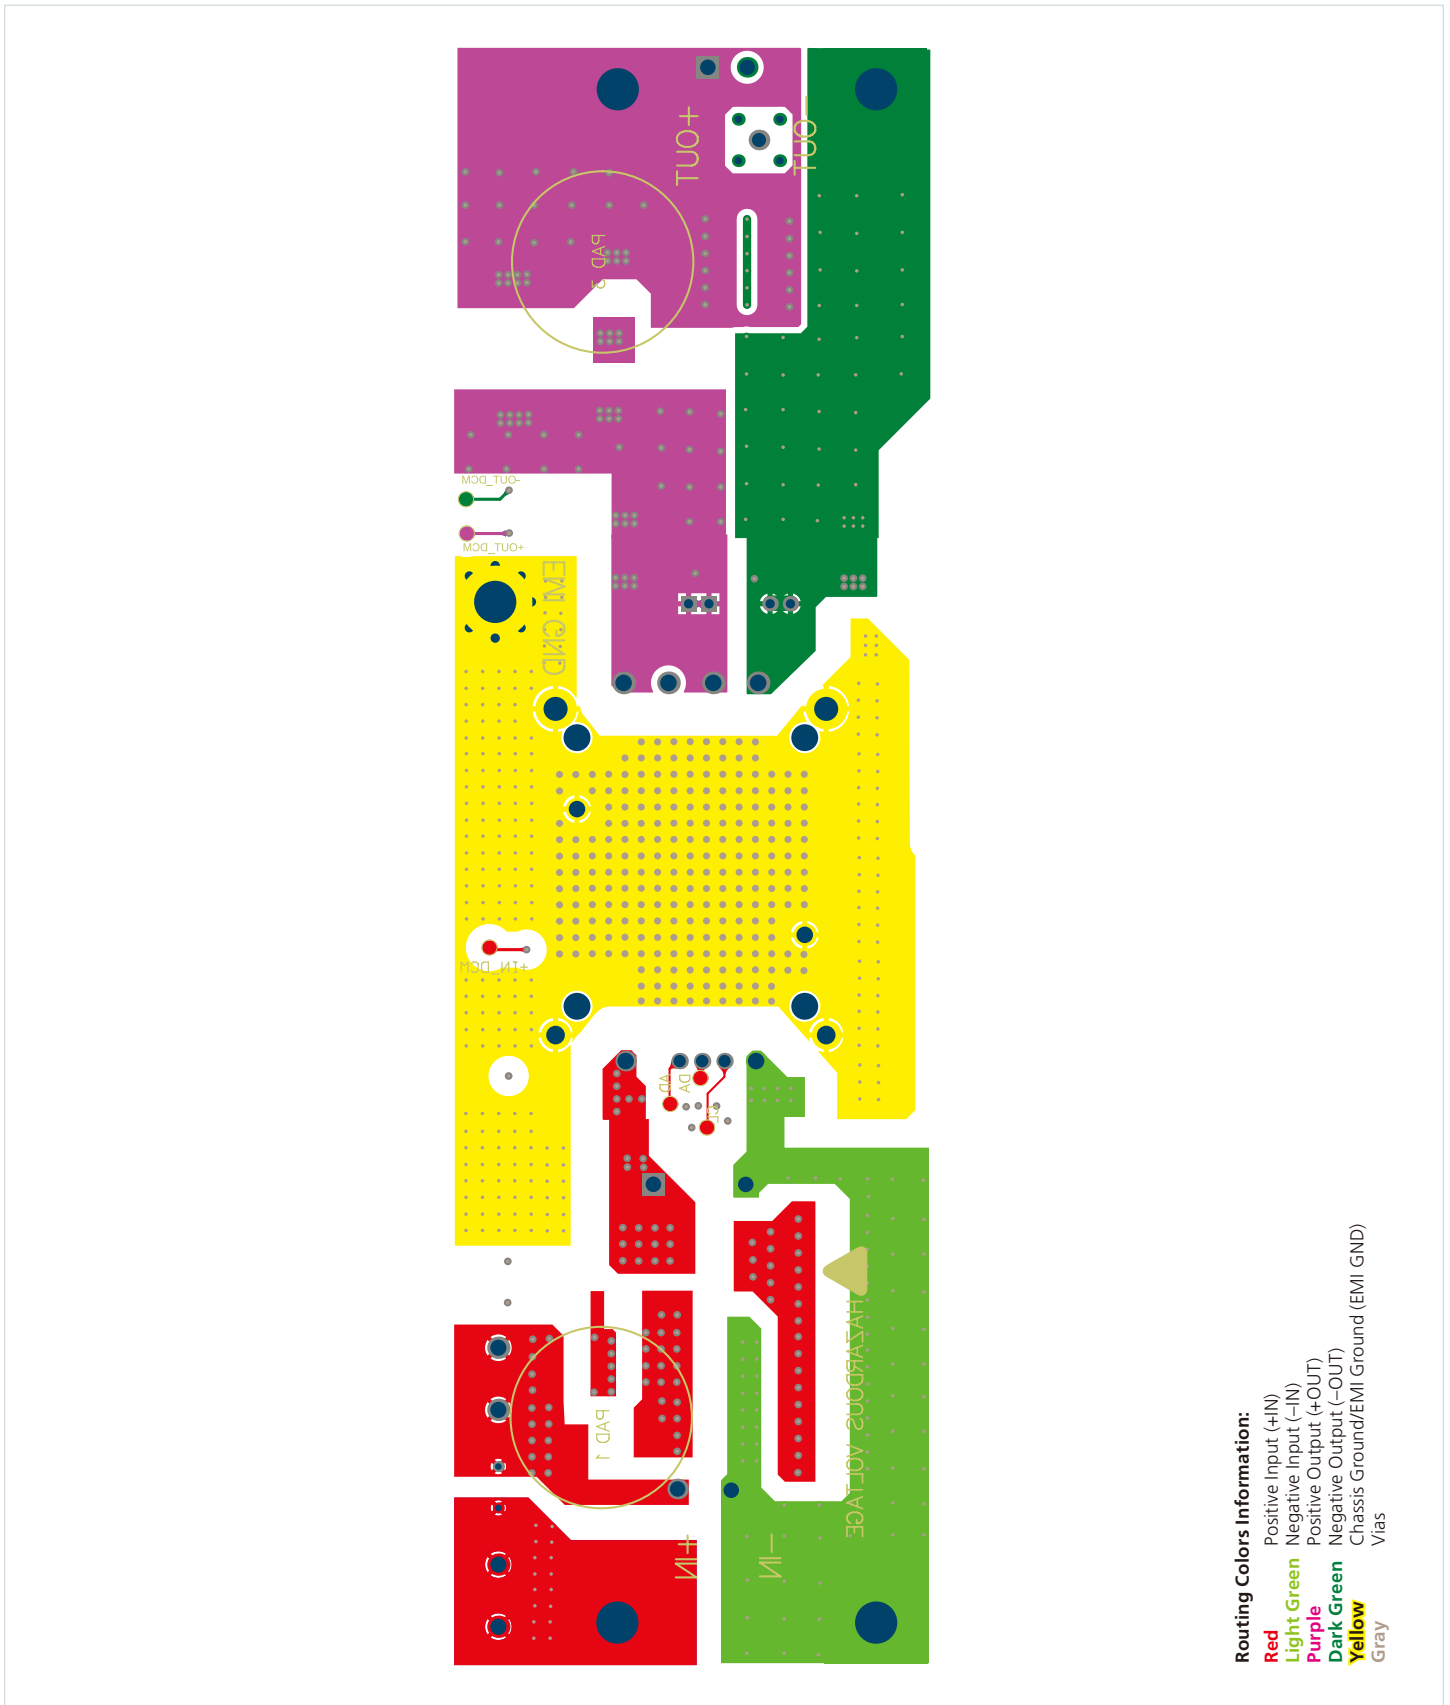 +OUT
-OUT
PAD 3
-OUT_DCM
+OUT_DCM
EMI GND
+IN_DCM
AD
DA
HAZARDOUS VOLTAGE
PAD 1
+IN
-IN
Routing Colors Information:
Red Positive Input (+IN)
Light Green Negative Input (–IN)
Purple Positive Output (+OUT)
Dark Green Negative Output (–OUT)
Yellow Chassis Ground/EMI Ground (EMI GND)
Gray Vias